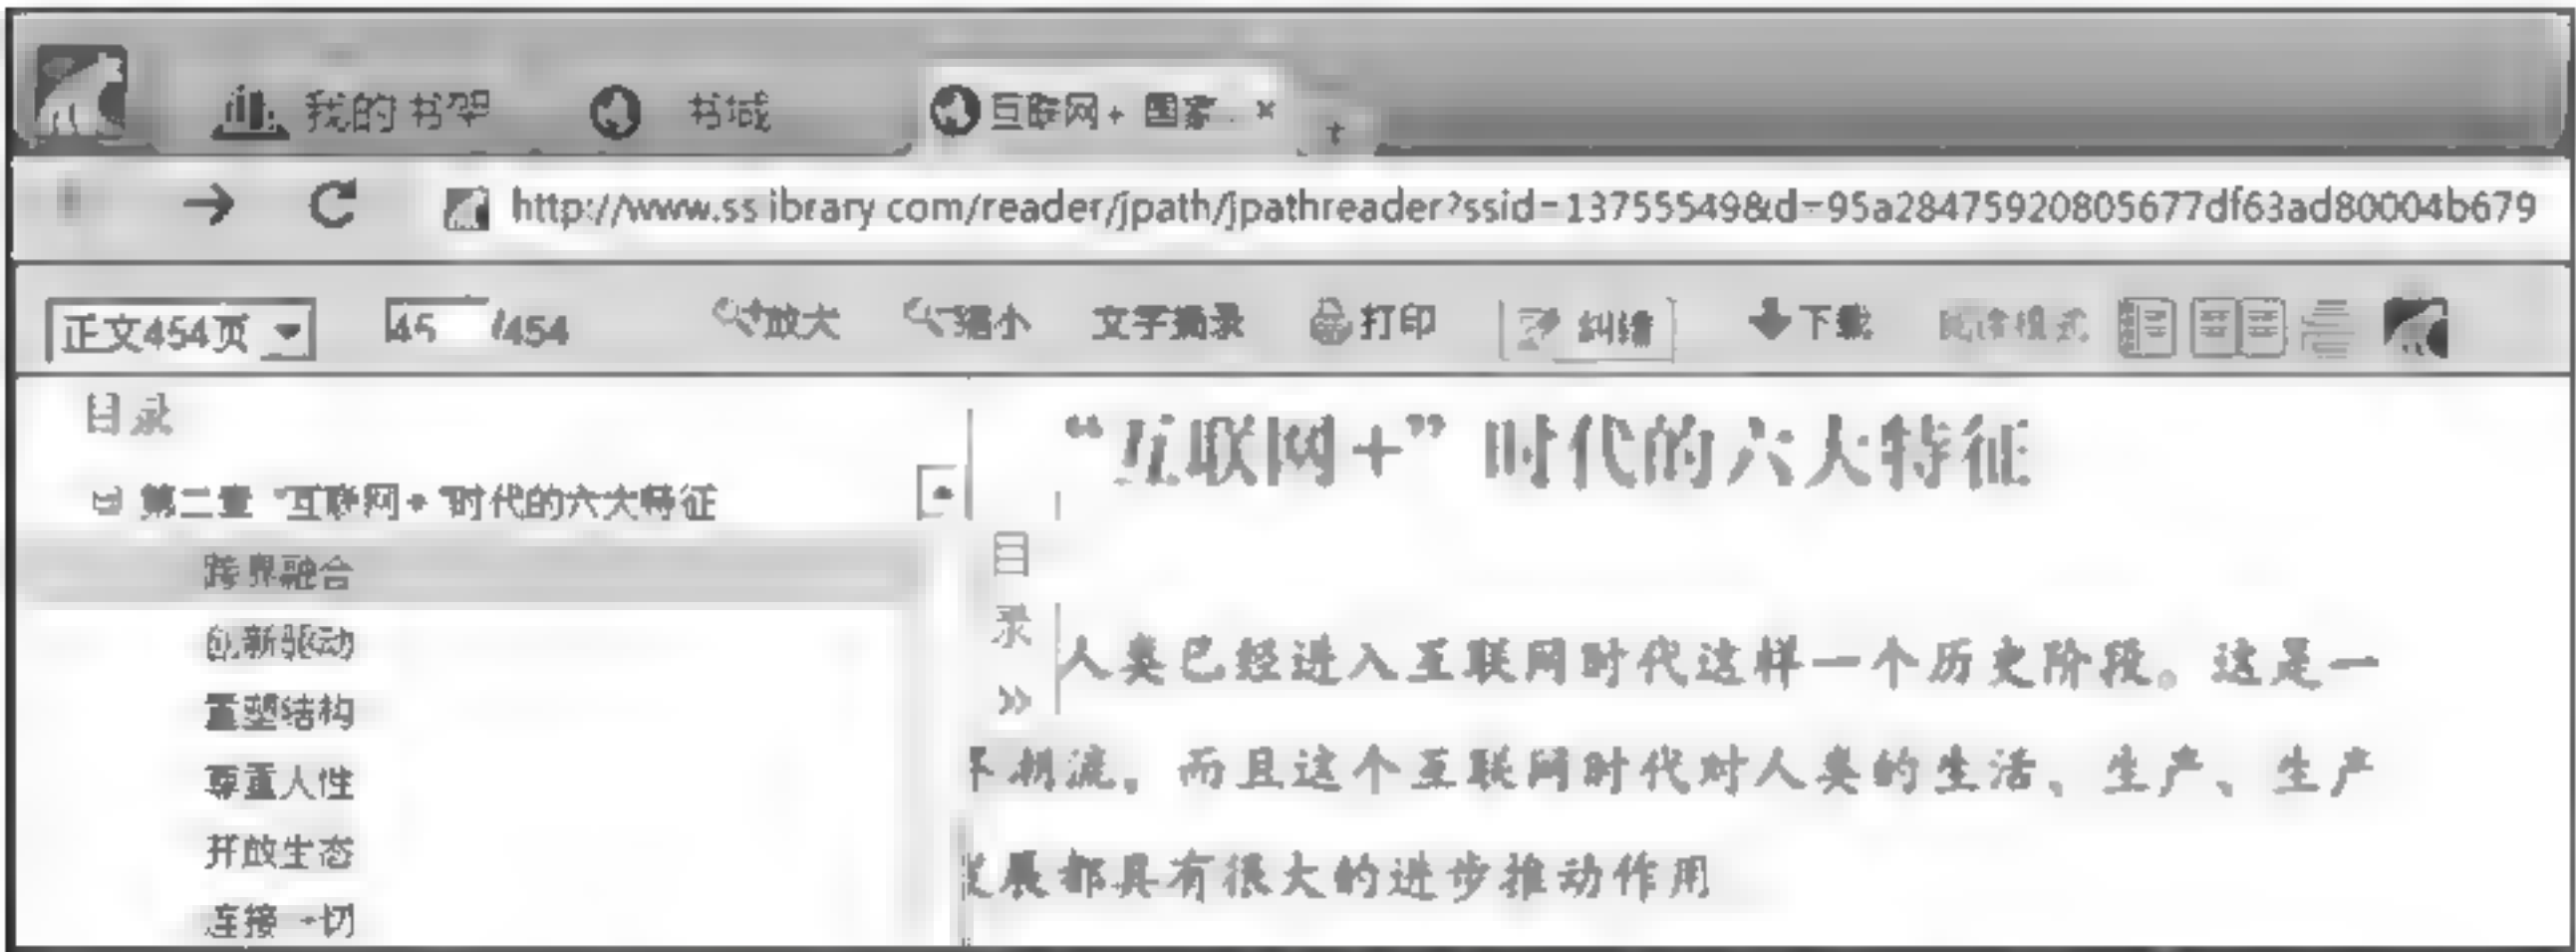 我的书架 书城 互联网+ 国家 ×
http://www.ss ibrary com/reader/jpath/jpathreader?ssid=13755549&d=95a28475920805677df63ad80004b679
正文454页 45 /454 放大 缩小 文字摘录 打印 纠错 下载 阅读模式
目录
第二章 “互联网+”时代的六大特征
跨界融合
创新驱动
重塑结构
尊重人性
开放生态
连接一切
“互联网+”时代的六大特征
目
录
»
人类已经进入互联网时代这样一个历史阶段。这是一
潮流，而且这个互联网时代对人类的生活、生产、生产
展都具有很大的进步推动作用